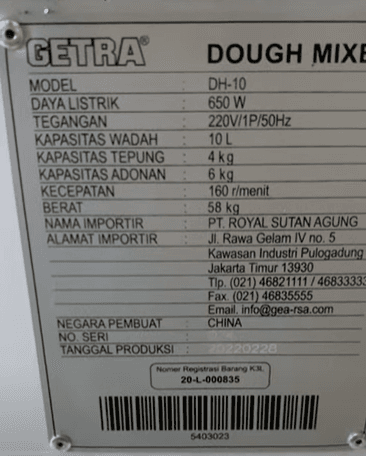 GETRA® DOUGH MIXE
MODEL : DH-10
DAYA LISTRIK : 650 W
TEGANGAN : 220V/1P/50Hz
KAPASITAS WADAH : 10 L
KAPASITAS TEPUNG : 4 kg
KAPASITAS ADONAN : 6 kg
KECEPATAN : 160 r/menit
BERAT : 58 kg
NAMA IMPORTIR : PT. ROYAL SUTAN AGUNG
ALAMAT IMPORTIR : Jl. Rawa Gelam IV no. 5
Kawasan Industri Pulogadung
Jakarta Timur 13930
Tlp. (021) 46821111 / 46833333
Fax. (021) 46835555
Email. info@gea-rsa.com
NEGARA PEMBUAT : CHINA
NO. SERI :
TANGGAL PRODUKSI : 20220228
Nomer Registrasi Barang K3L
20-L-000835
5403023